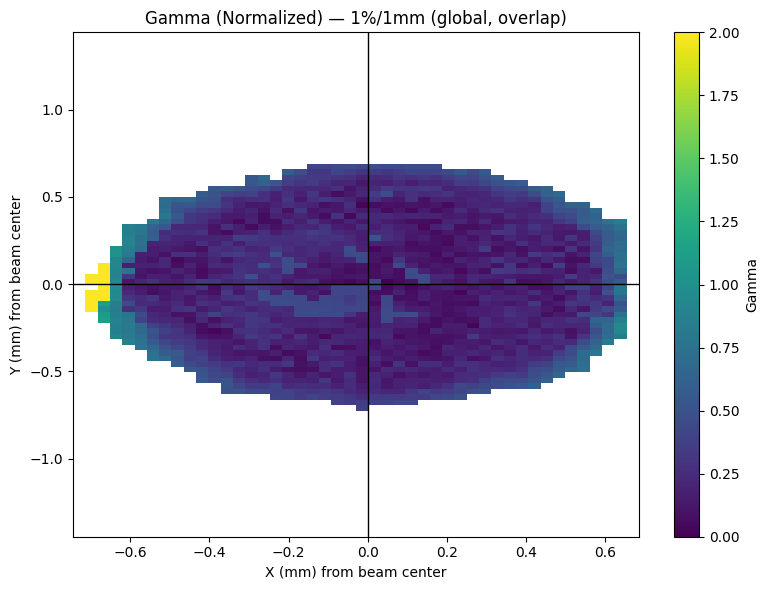 Gamma (Normalized) — 1%/1mm (global, overlap)
1.0
0.5
0.0
−0.5
−1.0
Y (mm) from beam center
−0.6 −0.4 −0.2 0.0 0.2 0.4 0.6
X (mm) from beam center
2.00
1.75
1.50
1.25
1.00
0.75
0.50
0.25
0.00
Gamma